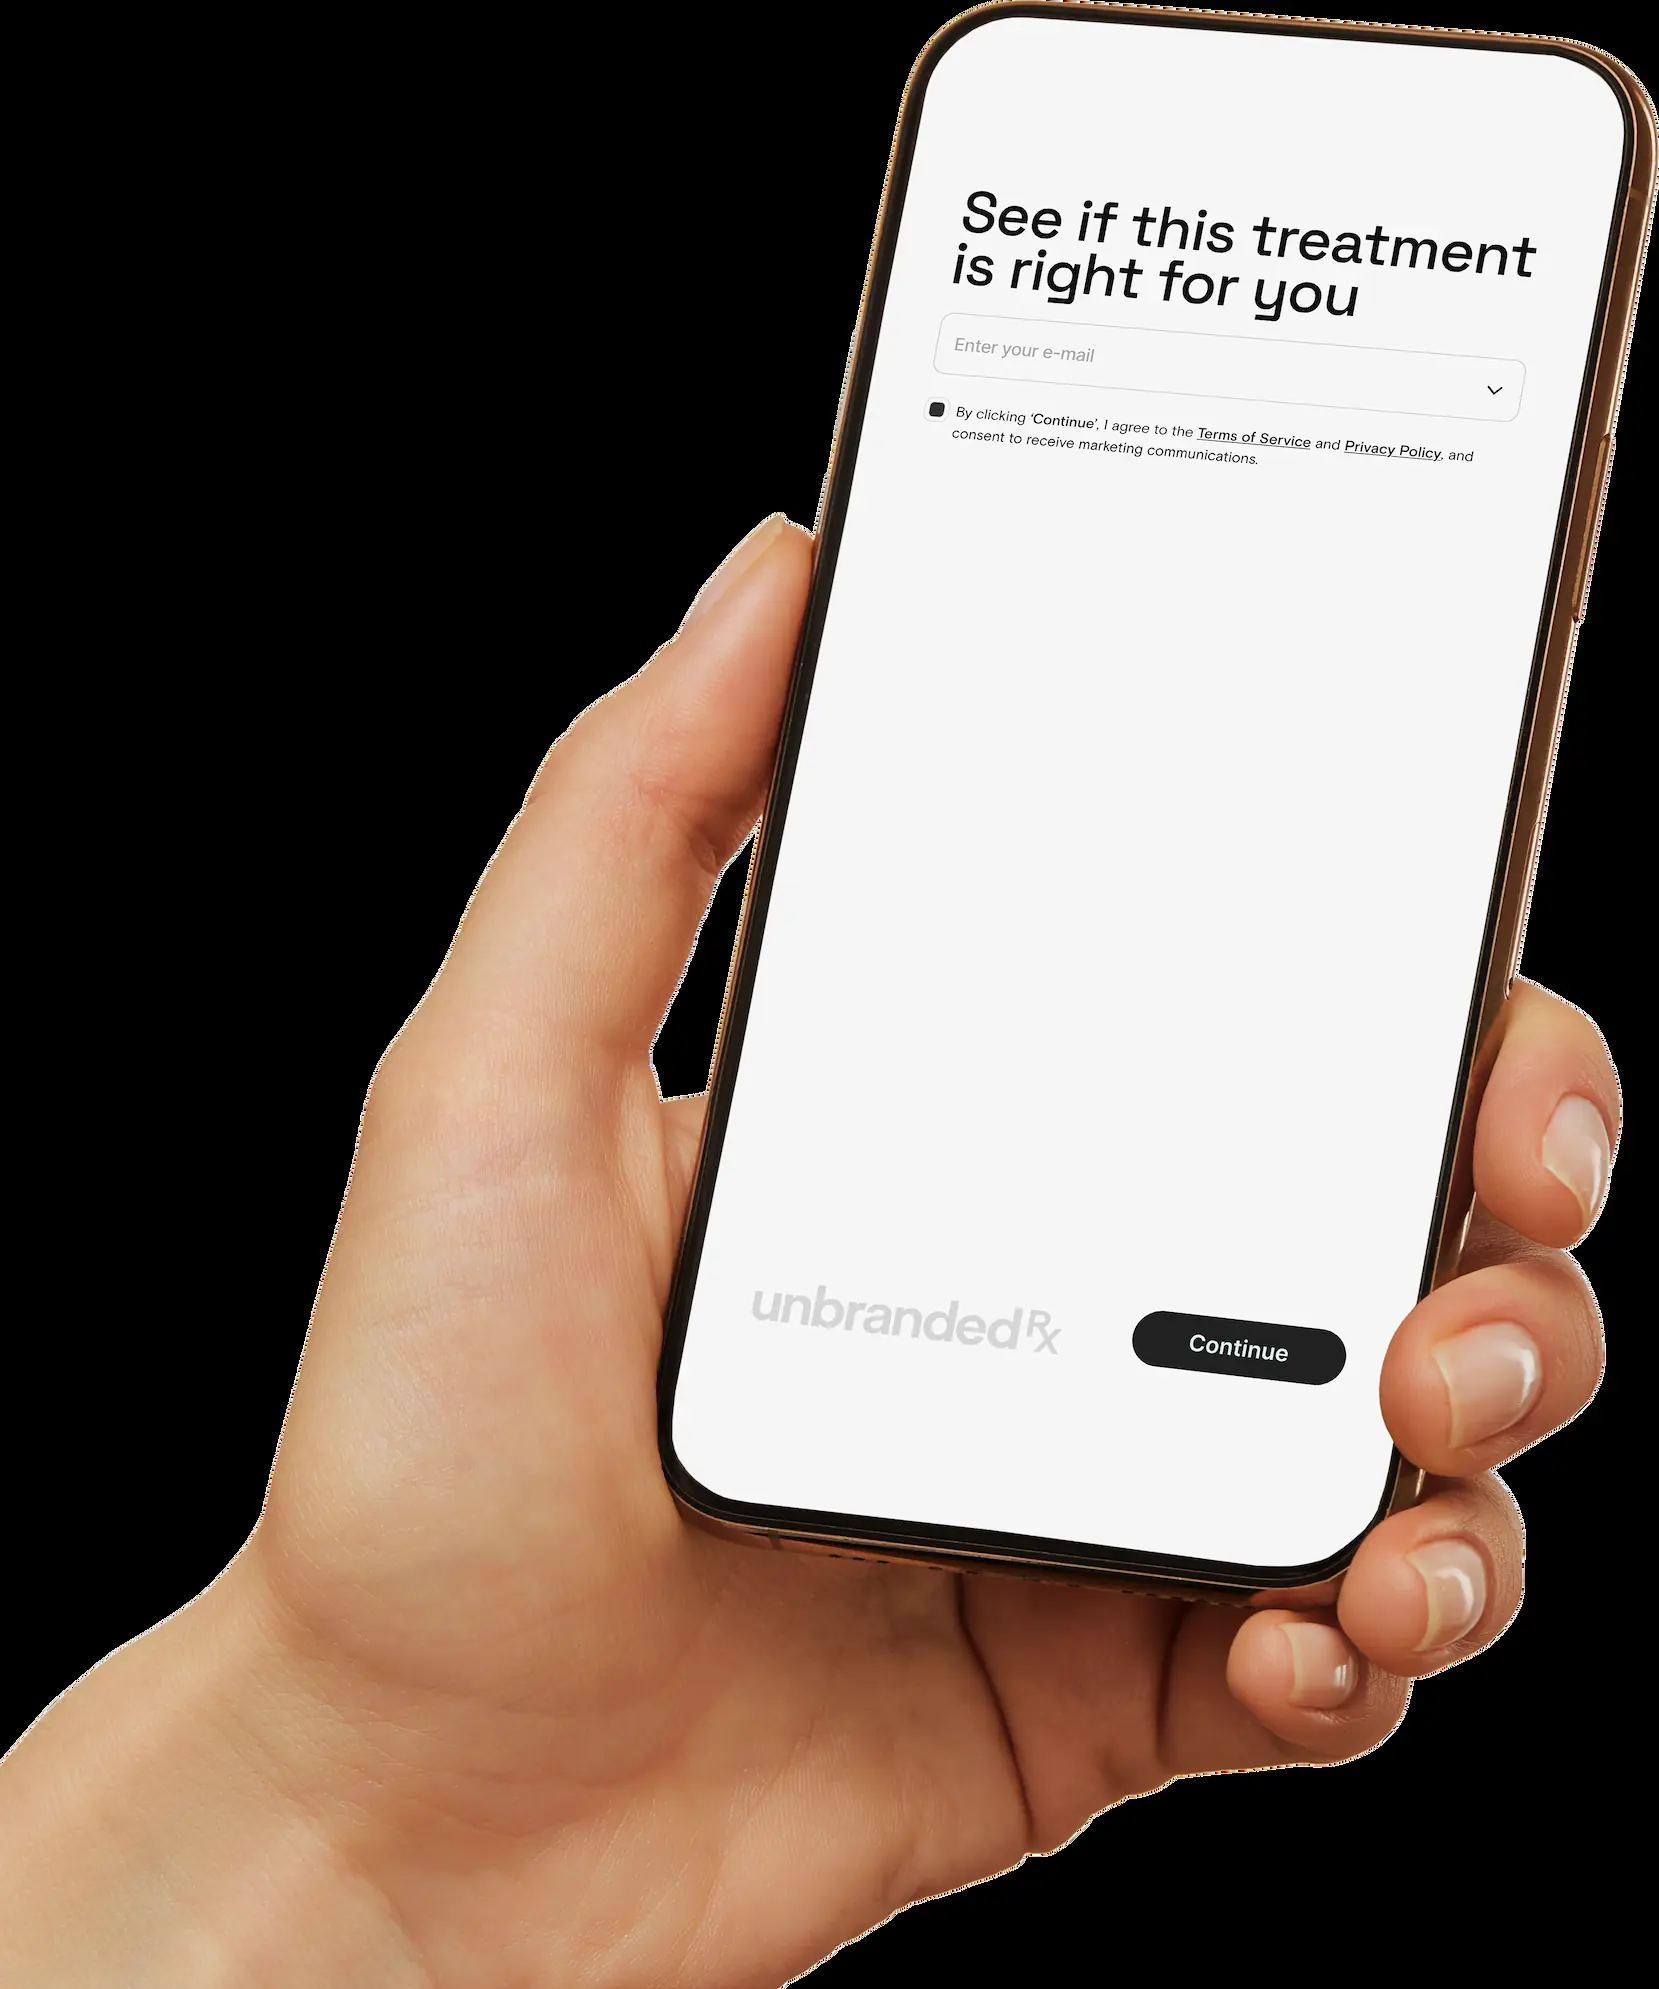 See if this treatment
is right for you
Enter your e-mail
By clicking ‘Continue’, I agree to the Terms of Service and Privacy Policy, and
consent to receive marketing communications.
unbrandedRx
Continue